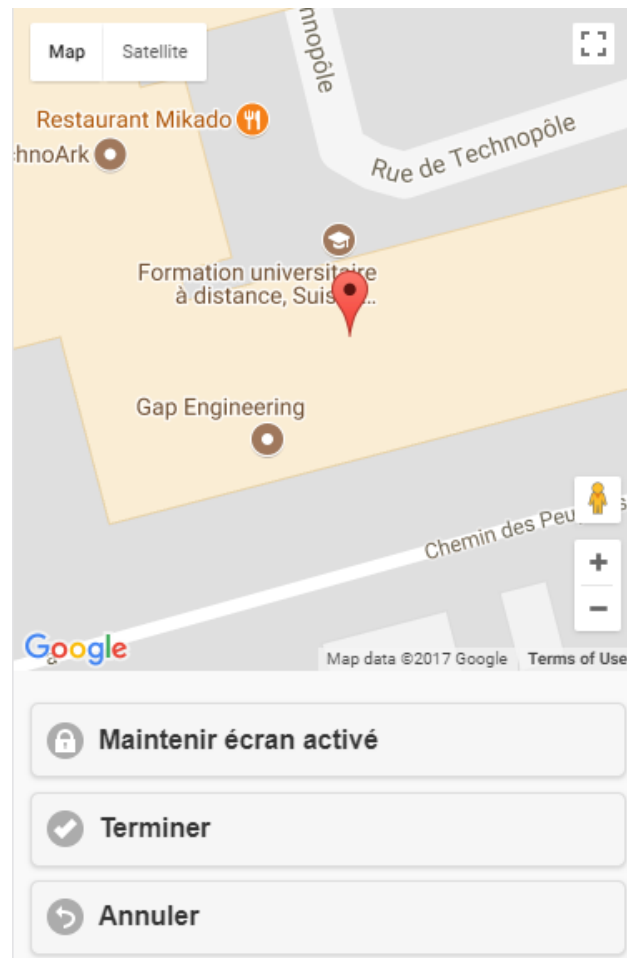 Map Satellite
nnopôle
Restaurant Mikado
hnoArk
Rue de Technopôle
Formation universitaire
à distance, Suis...
Gap Engineering
Chemin des Peu
Google
Map data ©2017 Google Terms of Use
Maintenir écran activé
Terminer
Annuler